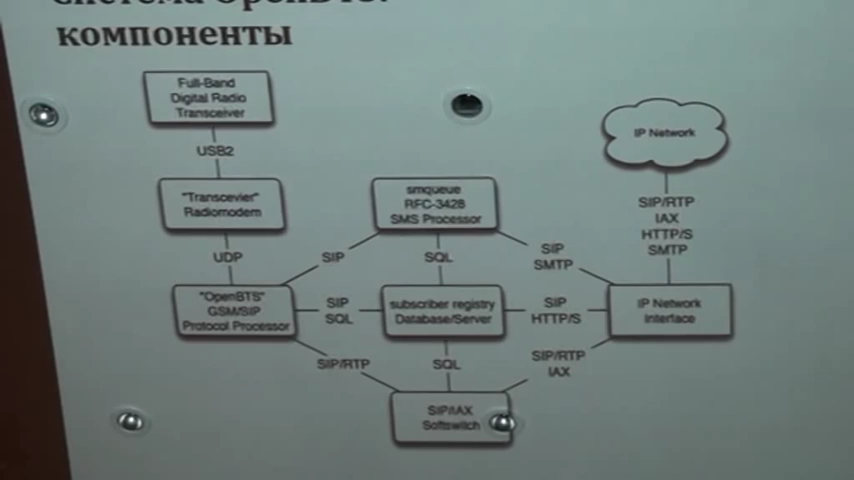 Система OpenBTS:
компоненты
Full-Band
Digital Radio
Transceiver
USB2
"Transcevier"
Radiomodem
UDP
"OpenBTS"
GSM/SIP
Protocol Processor
smqueue
RFC-3428
SMS Processor
SIP
SQL
SIP
SMTP
SIP
SQL
subscriber registry
Database/Server
SIP
HTTP/S
IP Network
SIP/RTP
IAX
HTTP/S
SMTP
IP Network
Interface
SIP/RTP
SQL
SIP/RTP
IAX
SIP/IAX
Softswitch